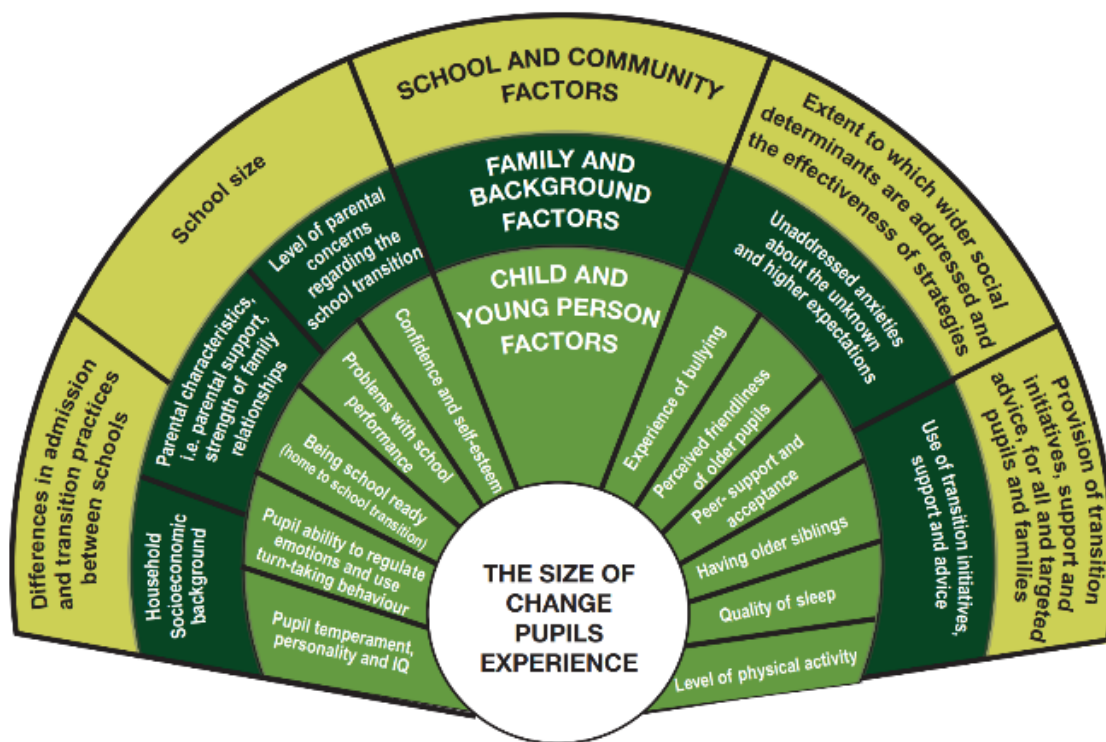 SCHOOL AND COMMUNITY
FACTORS
FAMILY AND
BACKGROUND
FACTORS
CHILD AND
YOUNG PERSON
FACTORS
Differences in admission
and transition practices
between schools
School size
Extent to which wider social
determinants are addressed and
the effectiveness of strategies
Provision of transition
initiatives, support and
advice, for all and targeted
pupils and families
Household
Socioeconomic
background
Parental characteristics,
i.e. parental support,
strength of family
relationships
Level of parental
concerns
regarding the
school transition
Unaddressed anxieties
about the unknown
and higher expectations
Use of transition initiatives,
support and advice
Pupil temperament,
personality and IQ
Pupil ability to regulate
emotions and use
turn-taking behaviour
Being school ready
(home to school transition)
Problems with school
performance
Confidence and self-esteem
Experience of bullying
Perceived friendliness
of older pupils
Peer- support and
acceptance
Having older siblings
Quality of sleep
Level of physical activity
THE SIZE OF
CHANGE
PUPILS
EXPERIENCE